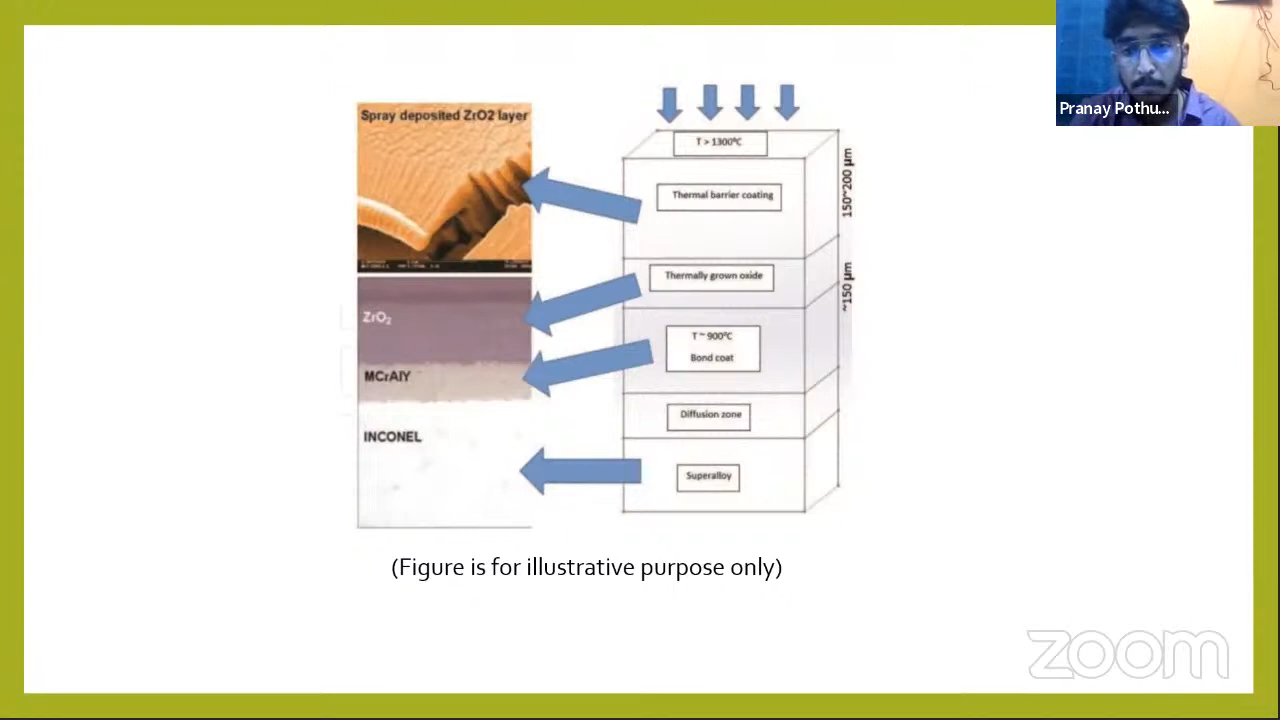 Pranay Pothu...
Spray deposited ZrO2 layer
ZrO₂
MCrAlY
INCONEL
T > 1300°C
Thermal barrier coating
Thermally grown oxide
T ~ 900°C
Bond coat
Diffusion zone
Superalloy
150~200 µm
~150 µm
(Figure is for illustrative purpose only)
zoom